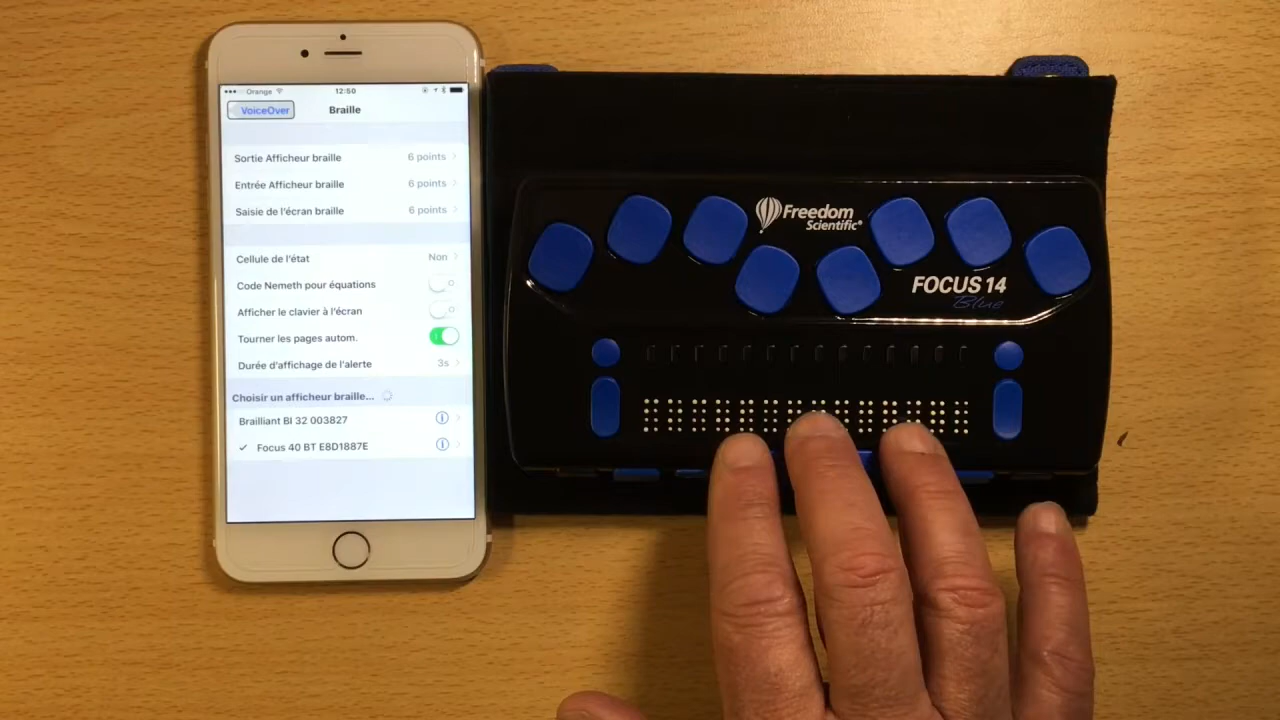 Orange 12:50
VoiceOver Braille
Sortie Afficheur braille 6 points
Entrée Afficheur braille 6 points
Saisie de l'écran braille 6 points
Cellule de l'état Non
Code Nemeth pour équations
Afficher le clavier à l'écran
Tourner les pages autom.
Durée d'affichage de l'alerte 3s
Choisir un afficheur braille...
Brailliant BI 32 003827
Focus 40 BT E8D1887E
Freedom
Scientific®
FOCUS 14
Blue